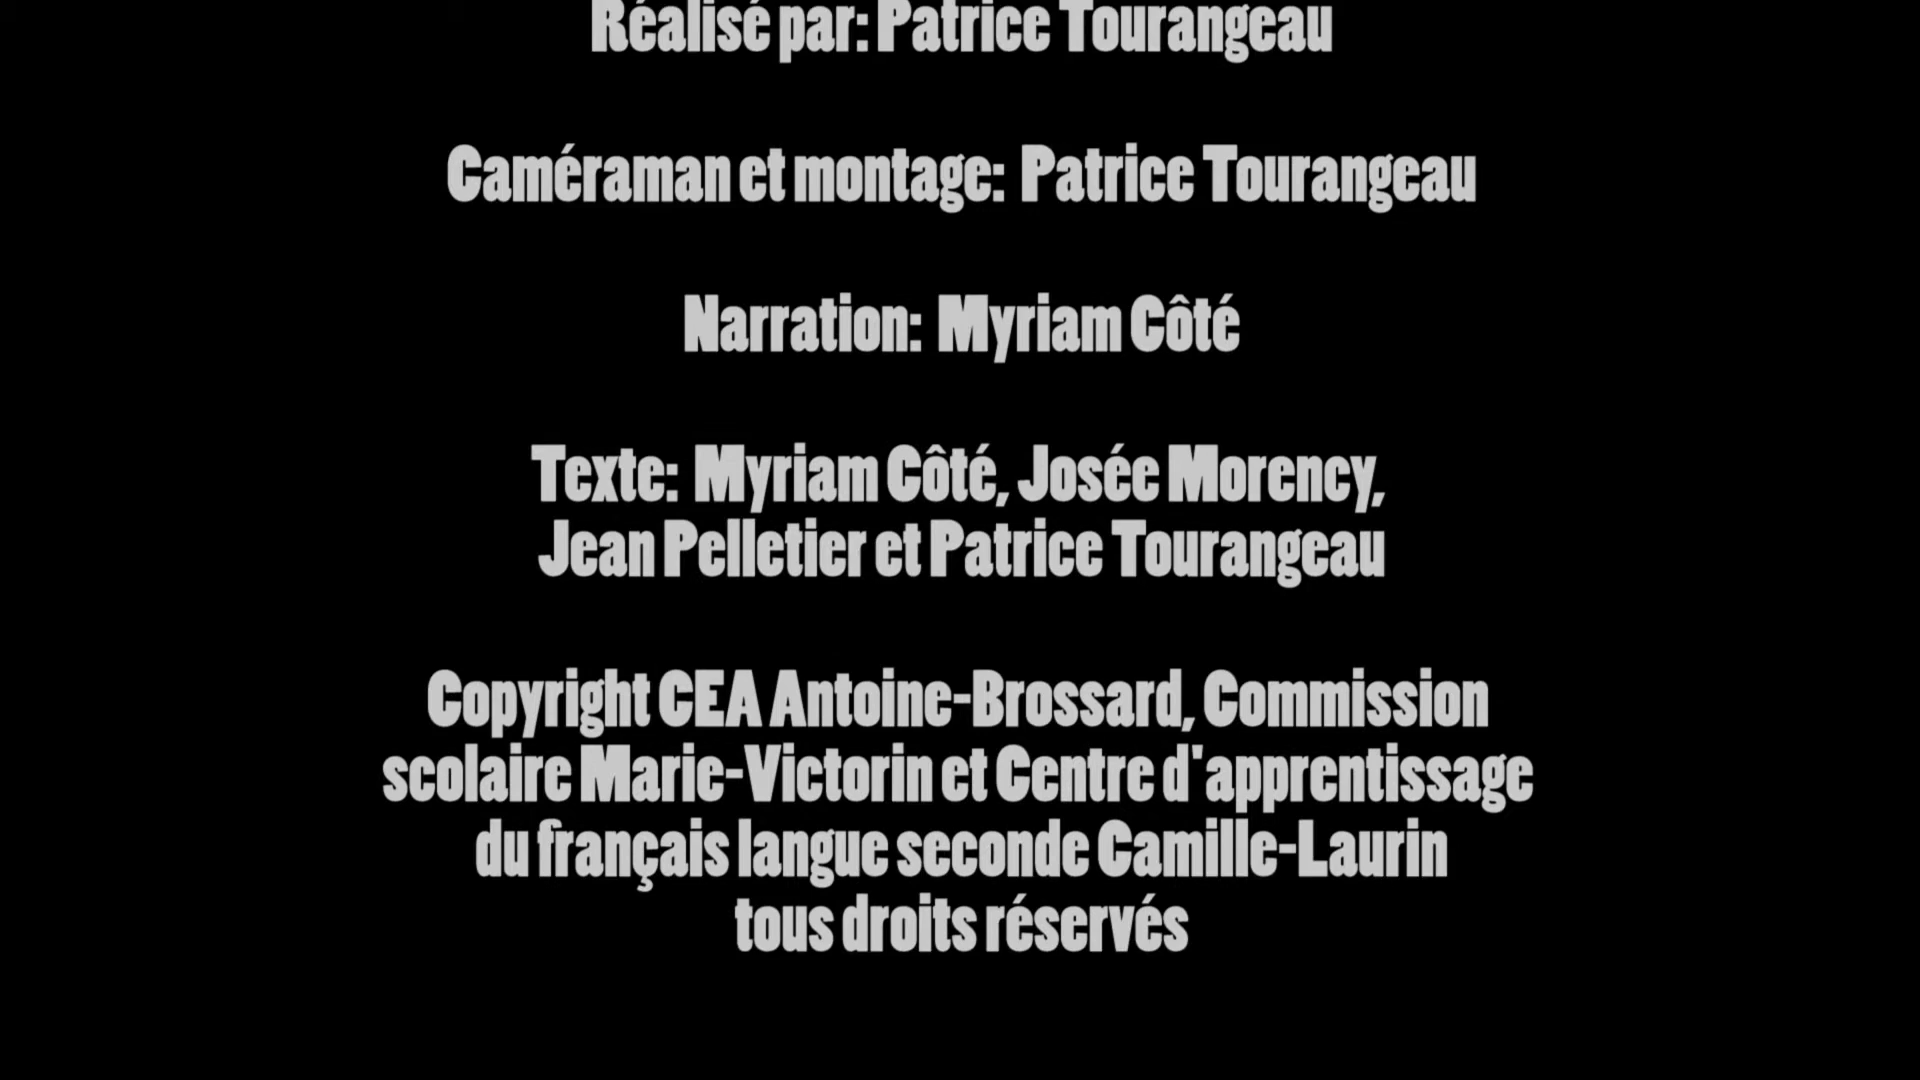 Réalisé par: Patrice Tourangeau
Caméraman et montage: Patrice Tourangeau
Narration: Myriam Côté
Texte: Myriam Côté, Josée Morency,
Jean Pelletier et Patrice Tourangeau
Copyright CEA Antoine-Brossard, Commission
scolaire Marie-Victorin et Centre d'apprentissage
du français langue seconde Camille-Laurin
tous droits réservés